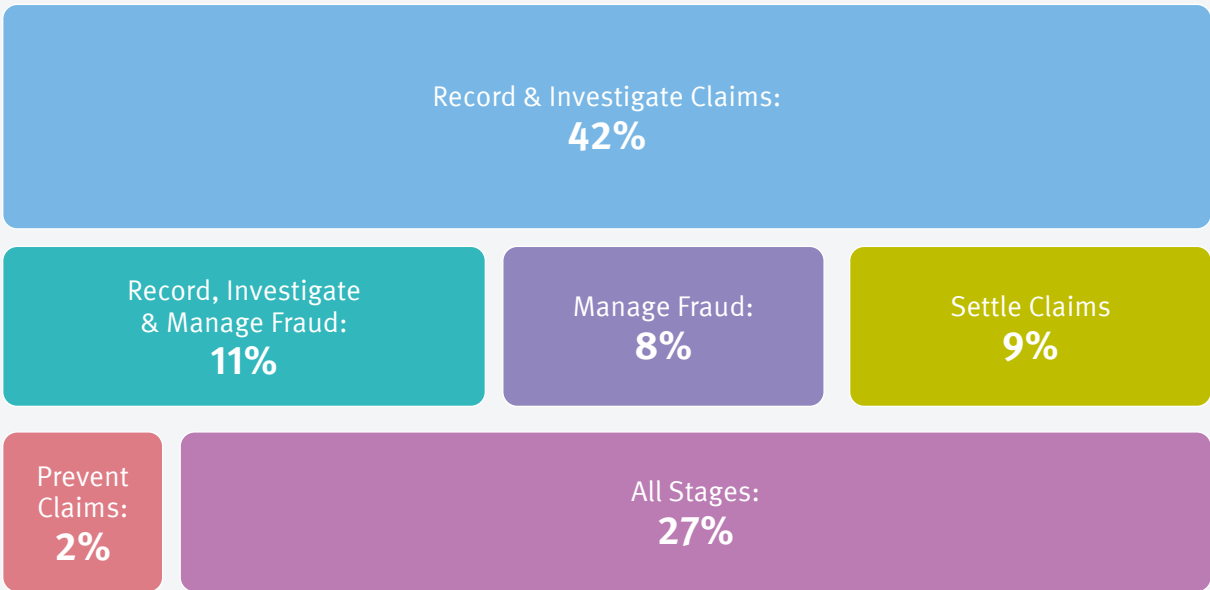 Record & Investigate Claims:
42%
Record, Investigate
& Manage Fraud:
11%
Manage Fraud:
8%
Settle Claims
9%
Prevent
Claims:
2%
All Stages:
27%